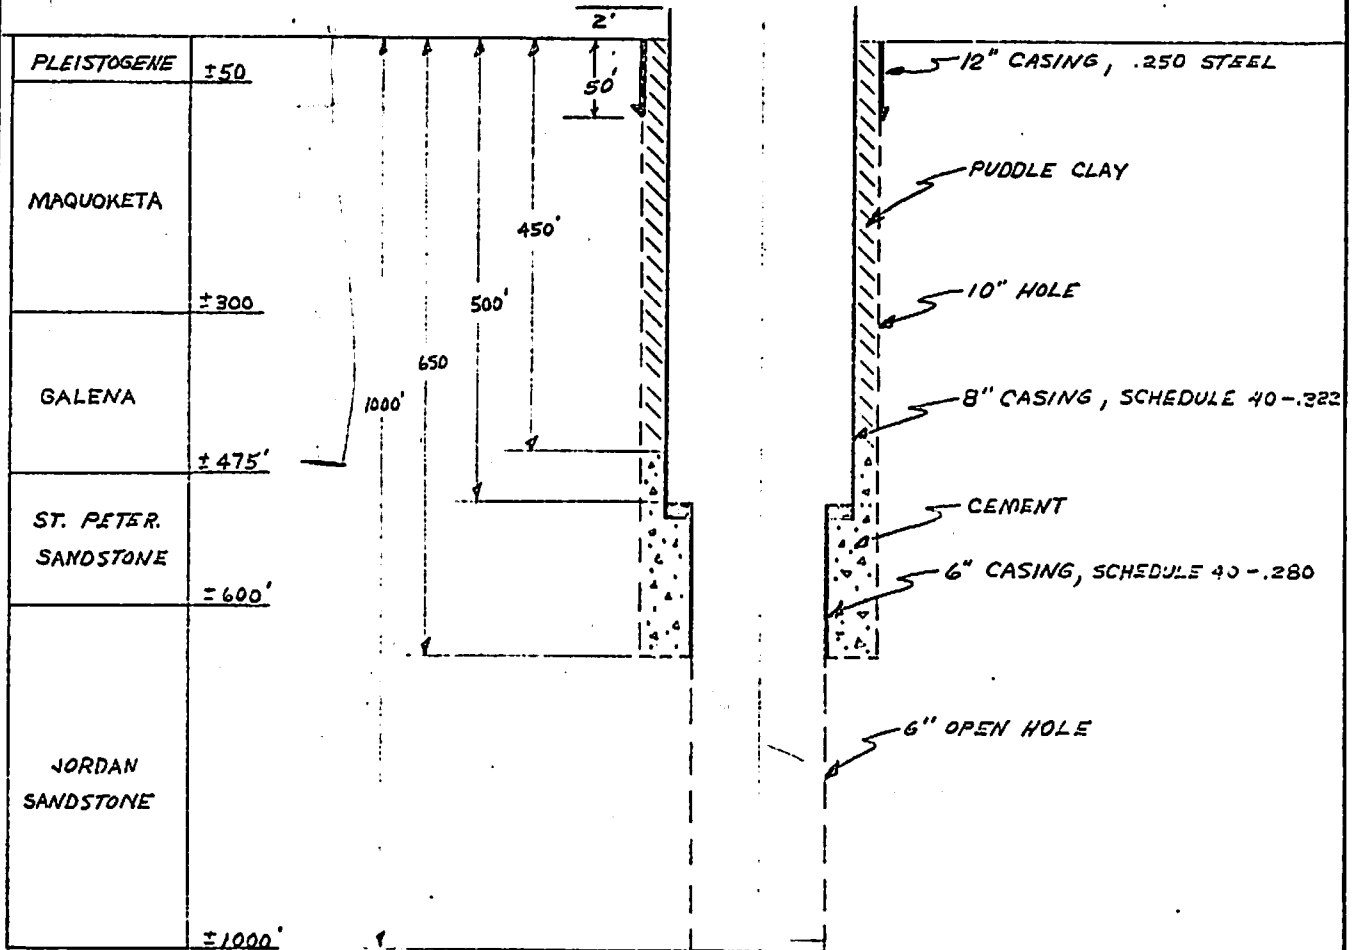 2'
PLEISTOGENE
±50
50'
12" CASING, .250 STEEL
PUDDLE CLAY
MAQUOKETA
450'
10" HOLE
±300
500'
650
GALENA
1000'
8" CASING, SCHEDULE 40-.322
±475'
CEMENT
ST. PETER.
SANDSTONE
6" CASING, SCHEDULE 40-.280
±600'
6" OPEN HOLE
JORDAN
SANDSTONE
±1000'